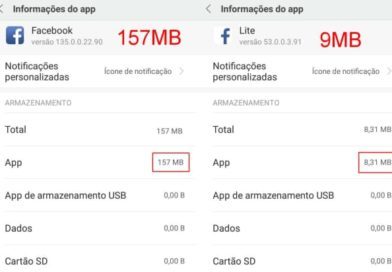 Informações do app
Facebook
versão 135.0.0.22.90
157MB
Notificações
personalizadas
Ícone de notificação
ARMAZENAMENTO
Total
157 MB
App
157 MB
App de armazenamento USB
0,00 B
Dados
0,00 B
Cartão SD
0,00 B
Informações do app
Lite
versão 53.0.0.3.91
9MB
Notificações
personalizadas
Ícone de notificação
ARMAZENAMENTO
Total
8,31 MB
App
8,31 MB
App de armazenamento USB
0,00 B
Dados
0,00 B
Cartão SD
0,00 B